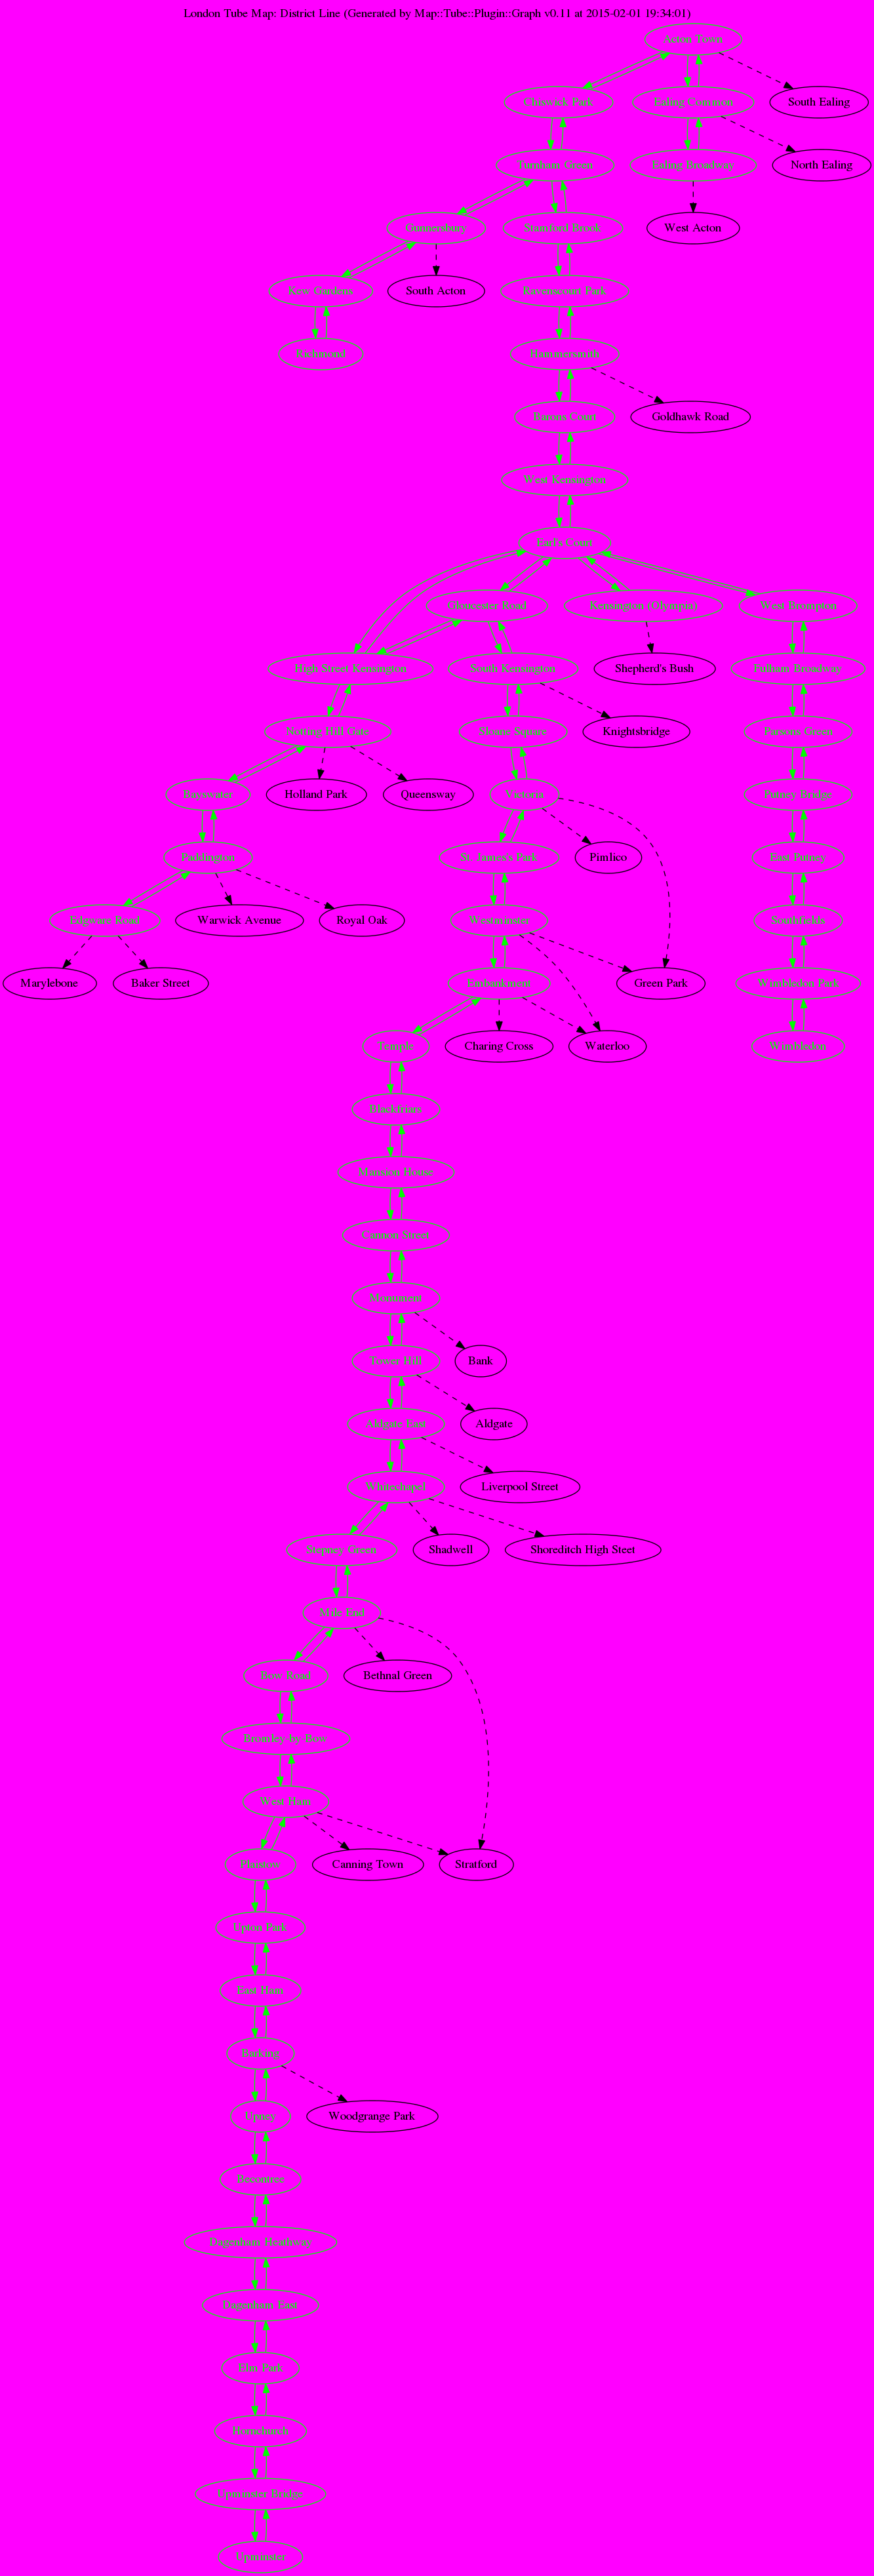 London Tube Map: District Line (Generated by Map::Tube::Plugin::Graph v0.11 at 2015-02-01 19:34:01)
Acton Town
Chiswick Park
Ealing Common
South Ealing
Turnham Green
Ealing Broadway
North Ealing
Gunnersbury
Stamford Brook
West Acton
Kew Gardens
South Acton
Ravenscourt Park
Richmond
Hammersmith
Barons Court
Goldhawk Road
West Kensington
Earl's Court
Gloucester Road
Kensington (Olympia)
West Brompton
High Street Kensington
South Kensington
Shepherd's Bush
Fulham Broadway
Notting Hill Gate
Sloane Square
Knightsbridge
Parsons Green
Bayswater
Holland Park
Queensway
Victoria
Putney Bridge
Paddington
St. James's Park
Pimlico
East Putney
Edgware Road
Warwick Avenue
Royal Oak
Westminster
Southfields
Marylebone
Baker Street
Embankment
Green Park
Wimbledon Park
Temple
Charing Cross
Waterloo
Wimbledon
Blackfriars
Mansion House
Cannon Street
Monument
Tower Hill
Bank
Aldgate East
Aldgate
Whitechapel
Liverpool Street
Stepney Green
Shadwell
Shoreditch High Steet
Mile End
Bow Road
Bethnal Green
Bromley-by-Bow
West Ham
Plaistow
Canning Town
Stratford
Upton Park
East Ham
Barking
Upney
Woodgrange Park
Becontree
Dagenham Heathway
Dagenham East
Elm Park
Hornchurch
Upminster Bridge
Upminster